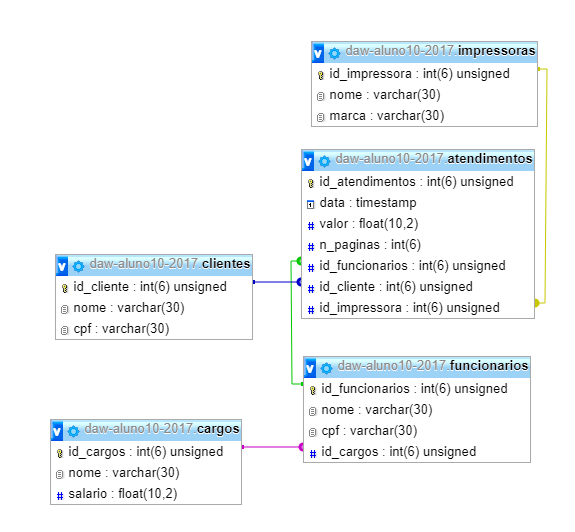 daw-aluno10-2017.impressoras
id_impressora : int(6) unsigned
nome : varchar(30)
marca : varchar(30)
daw-aluno10-2017.atendimentos
id_atendimentos : int(6) unsigned
data : timestamp
valor : float(10,2)
n_paginas : int(6)
id_funcionarios : int(6) unsigned
id_cliente : int(6) unsigned
id_impressora : int(6) unsigned
daw-aluno10-2017.clientes
id_cliente : int(6) unsigned
nome : varchar(30)
cpf : varchar(30)
daw-aluno10-2017.funcionarios
id_funcionarios : int(6) unsigned
nome : varchar(30)
cpf : varchar(30)
id_cargos : int(6) unsigned
daw-aluno10-2017.cargos
id_cargos : int(6) unsigned
nome : varchar(30)
salario : float(10,2)